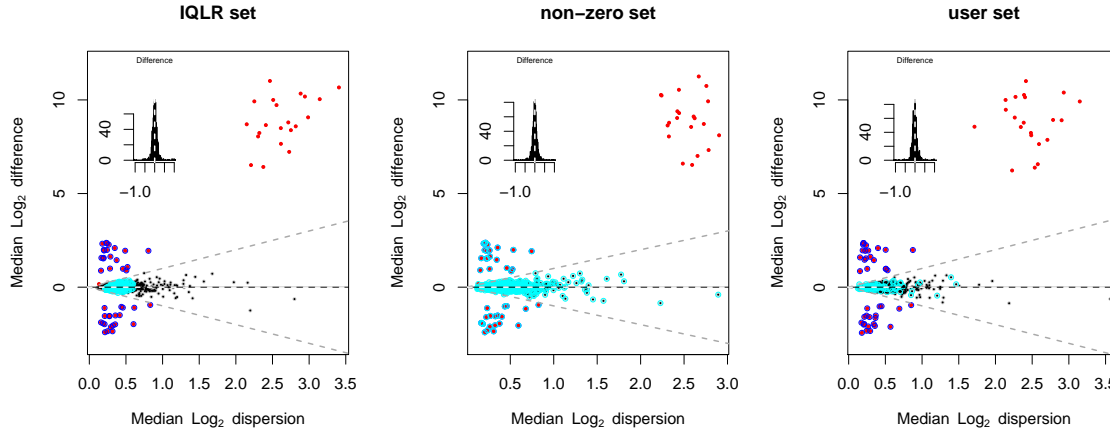 IQLR set
non−zero set
user set
Difference
Difference
Difference
10
5
0
40
0
−1.0
10
5
0
40
0
−1.0
10
5
0
40
0
−1.0
Median Log2 difference
Median Log2 difference
Median Log2 difference
0.0 0.5 1.0 1.5 2.0 2.5 3.0 3.5
0.5 1.0 1.5 2.0 2.5 3.0
0.0 0.5 1.0 1.5 2.0 2.5 3.0 3.5
Median Log2 dispersion
Median Log2 dispersion
Median Log2 dispersion